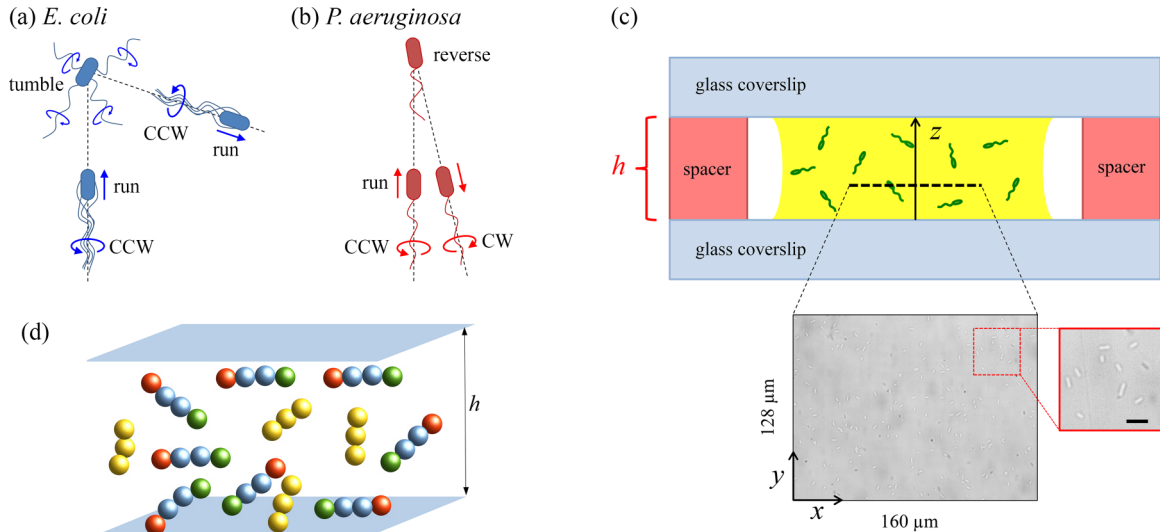 (a) E. coli
tumble
CCW
run
run
CCW
(b) P. aeruginosa
reverse
run
CCW
CW
(c)
glass coverslip
h
spacer
z
spacer
glass coverslip
128 µm
y
x
160 µm
(d)
h